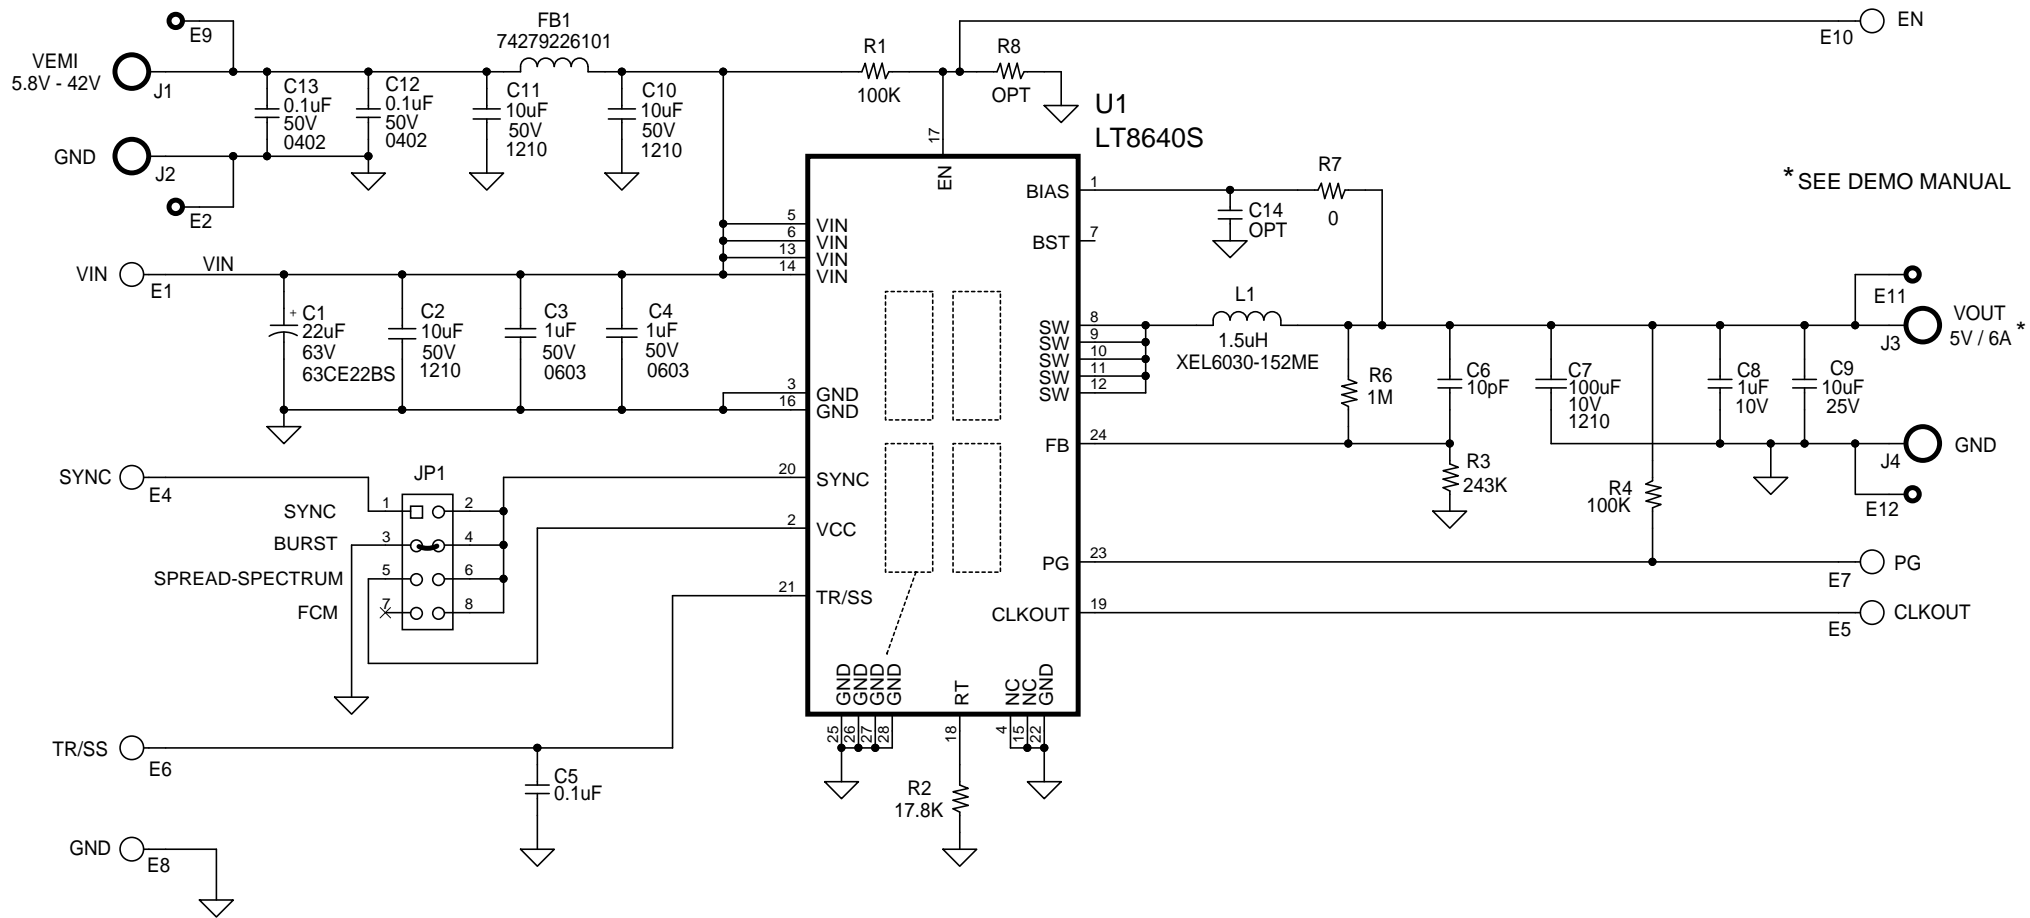 E9
FB1
74279226101
E10
EN
VEMI
5.8V - 42V
J1
C13
0.1uF
50V
0402
C12
0.1uF
50V
0402
C11
10uF
50V
1210
C10
10uF
50V
1210
R1
100K
R8
OPT
GND
J2
E2
U1
LT8640S
*SEE DEMO MANUAL
17
EN
5
VIN
6
VIN
13
VIN
14
VIN
BIAS
1
C14
OPT
R7
0
BST
7
VIN
E1
VIN
+
C1
22uF
63V
63CE22BS
C2
10uF
50V
1210
C3
1uF
50V
0603
C4
1uF
50V
0603
3
GND
16
GND
SW
8
SW
9
SW
10
SW
11
SW
12
L1
1.5uH
XEL6030-152ME
E11
VOUT
5V / 6A *
J3
R6
1M
C6
10pF
C7
100uF
10V
1210
C8
1uF
10V
C9
10uF
25V
FB
24
R3
243K
R4
100K
GND
J4
E12
SYNC
E4
JP1
20
SYNC
SYNC
1
2
BURST
3
4
SPREAD-SPECTRUM
5
6
FCM
7
8
2
VCC
PG
23
E7
PG
21
TR/SS
CLKOUT
19
E5
CLKOUT
GND
GND
GND
GND
RT
NC
NC
GND
25
26
27
28
18
4
15
22
TR/SS
E6
C5
0.1uF
R2
17.8K
GND
E8